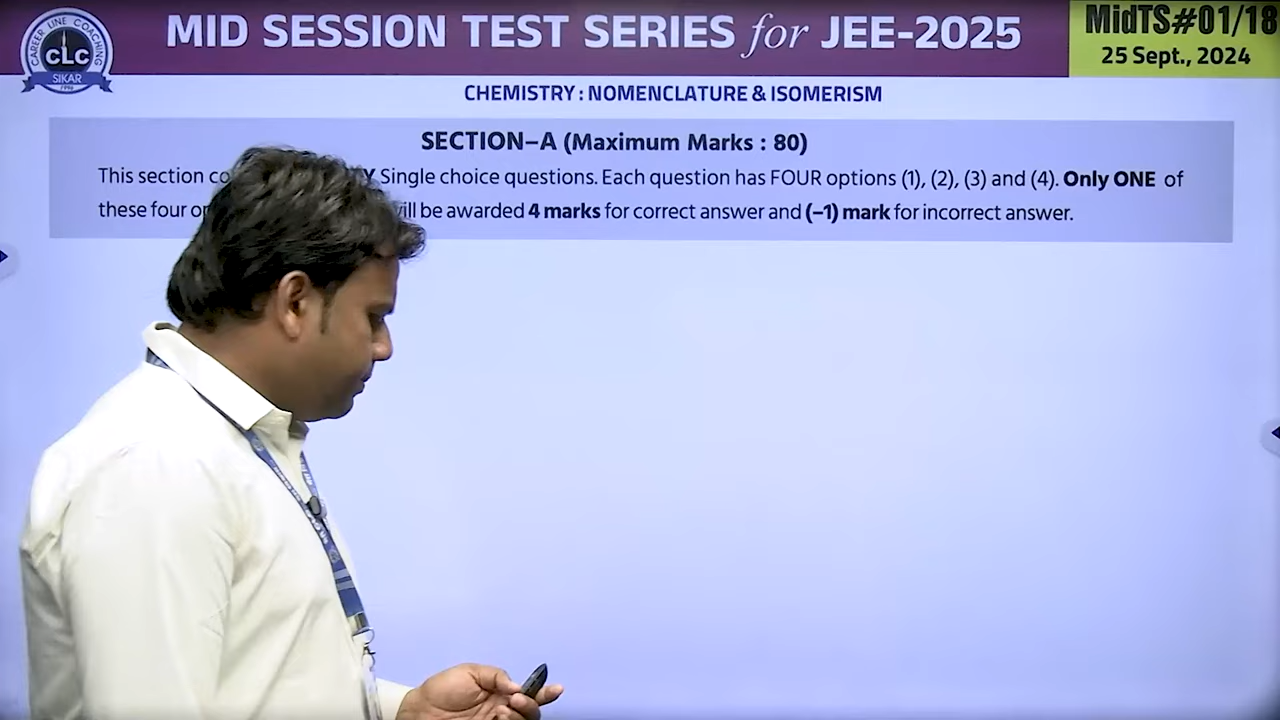 MID SESSION TEST SERIES for JEE-2025
MidTS#01/18
25 Sept., 2024
CAREER LINE COACHING
CLC
SIKAR
CHEMISTRY : NOMENCLATURE & ISOMERISM
SECTION–A (Maximum Marks : 80)
This section Single choice questions. Each question has FOUR options (1), (2), (3) and (4). Only ONE of
these four be awarded 4 marks for correct answer and (–1) mark for incorrect answer.